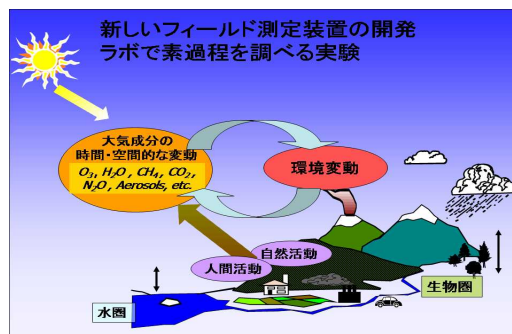 新しいフィールド測定装置の開発
ラボで素過程を調べる実験
大気成分の
時間・空間的な変動
O3, H2O, CH4, CO2,
N2O, Aerosols, etc.
環境変動
自然活動
人間活動
生物圏
水圏